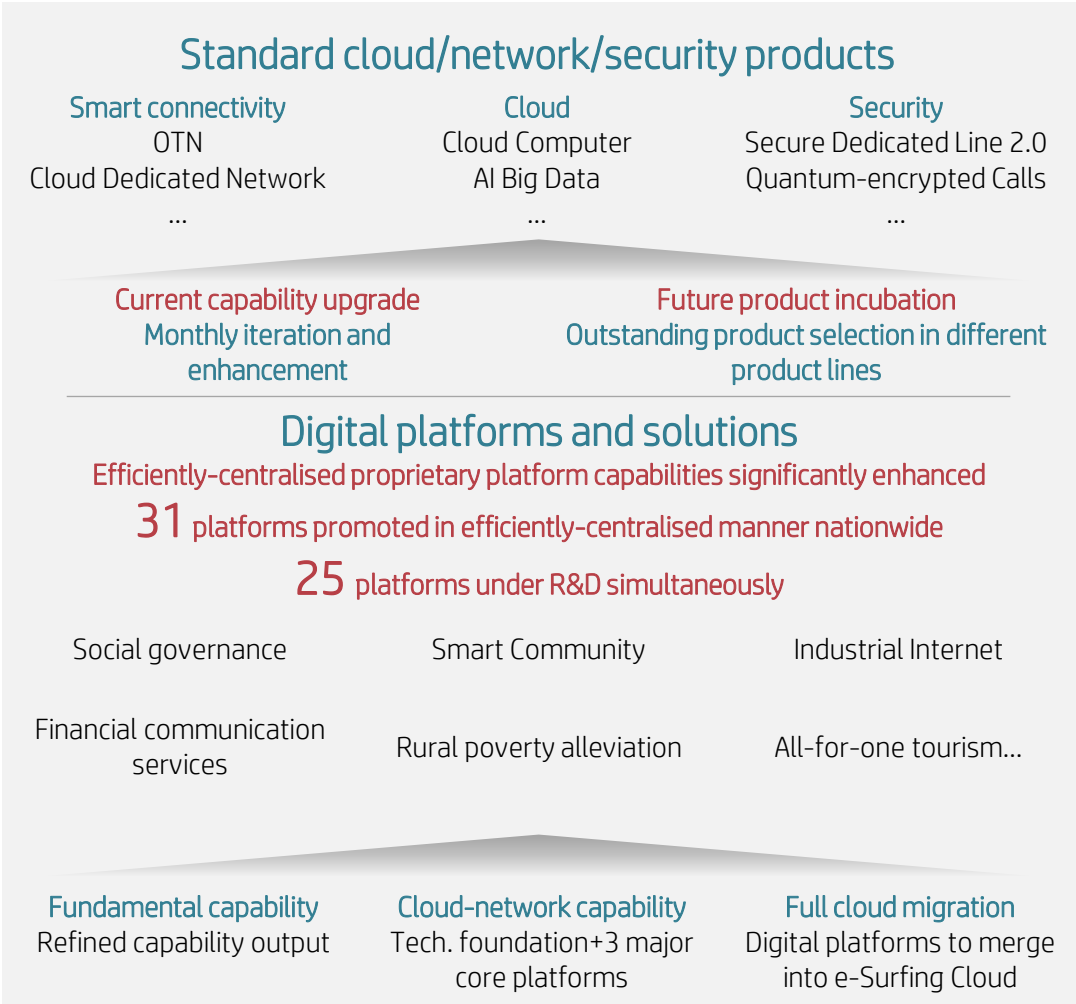 Standard cloud/network/security products
Smart connectivity
OTN
Cloud Dedicated Network
...
Cloud
Cloud Computer
AI Big Data
...
Security
Secure Dedicated Line 2.0
Quantum-encrypted Calls
...
Current capability upgrade
Monthly iteration and
enhancement
Future product incubation
Outstanding product selection in different
product lines
Digital platforms and solutions
Efficiently-centralised proprietary platform capabilities significantly enhanced
31 platforms promoted in efficiently-centralised manner nationwide
25 platforms under R&D simultaneously
Social governance
Smart Community
Industrial Internet
Financial communication
services
Rural poverty alleviation
All-for-one tourism...
Fundamental capability
Refined capability output
Cloud-network capability
Tech. foundation+3 major
core platforms
Full cloud migration
Digital platforms to merge
into e-Surfing Cloud